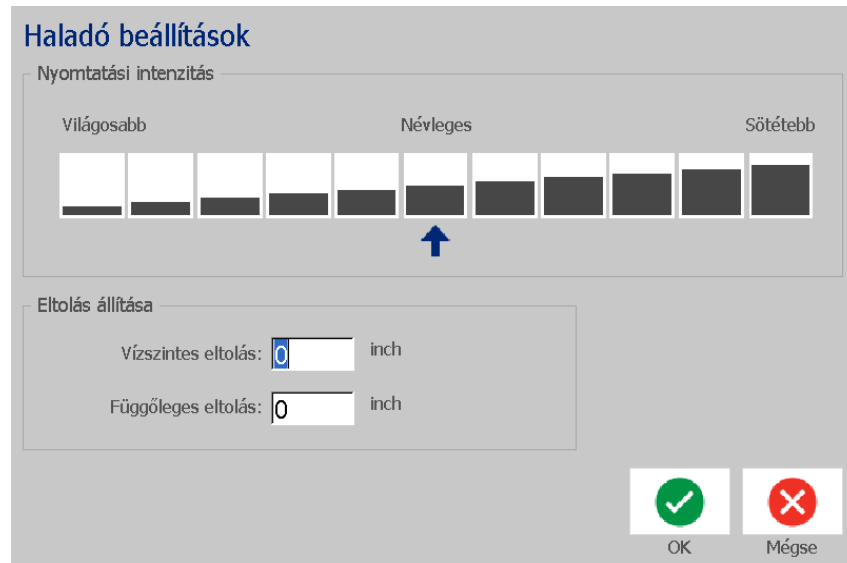 Haladó beállítások
Nyomtatási intenzitás
Világosabb Névleges Sötétebb
Eltolás állítása
Vízszintes eltolás: 0 inch
Függőleges eltolás: 0 inch
OK Mégse